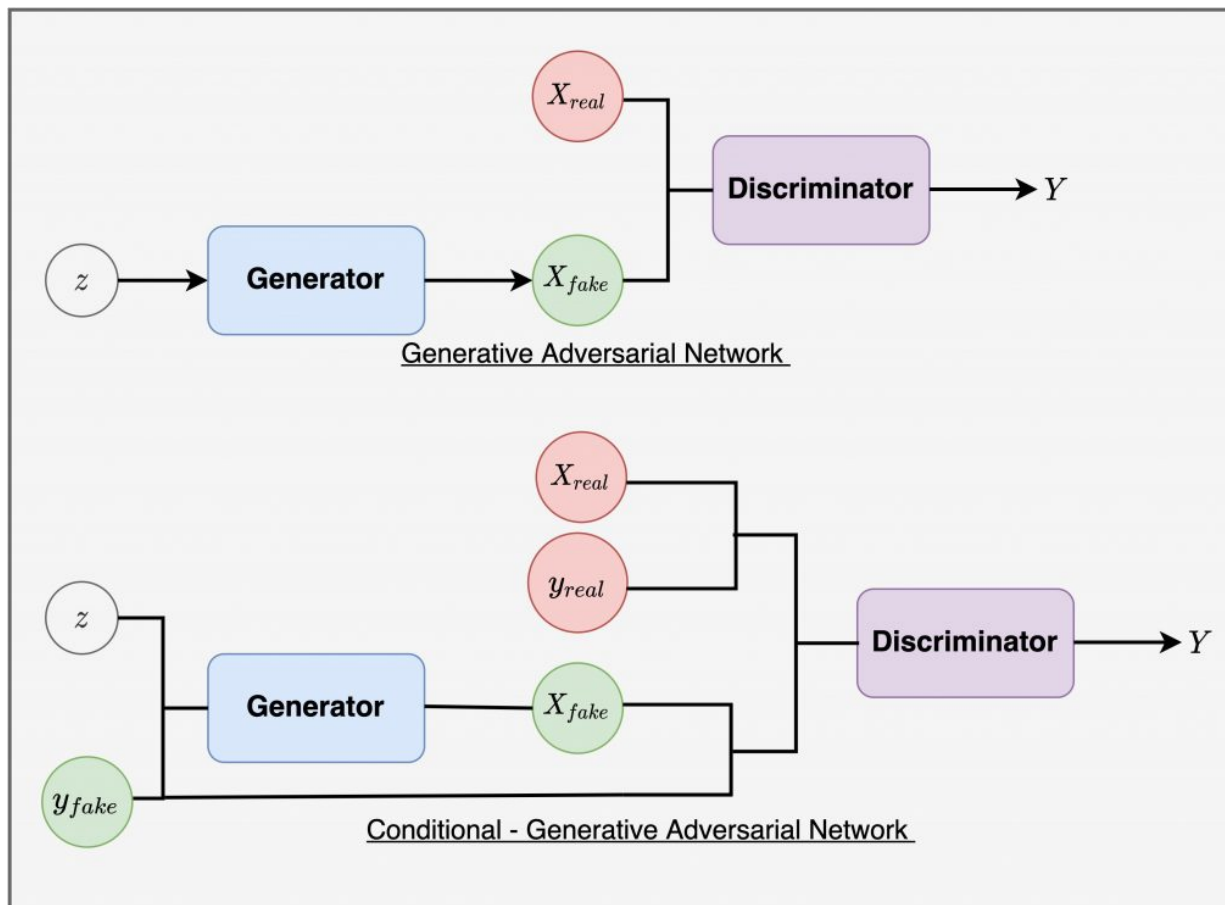 X_real
Discriminator
Y
z
Generator
X_fake
Generative Adversarial Network
X_real
y_real
z
Discriminator
Y
Generator
X_fake
y_fake
Conditional - Generative Adversarial Network